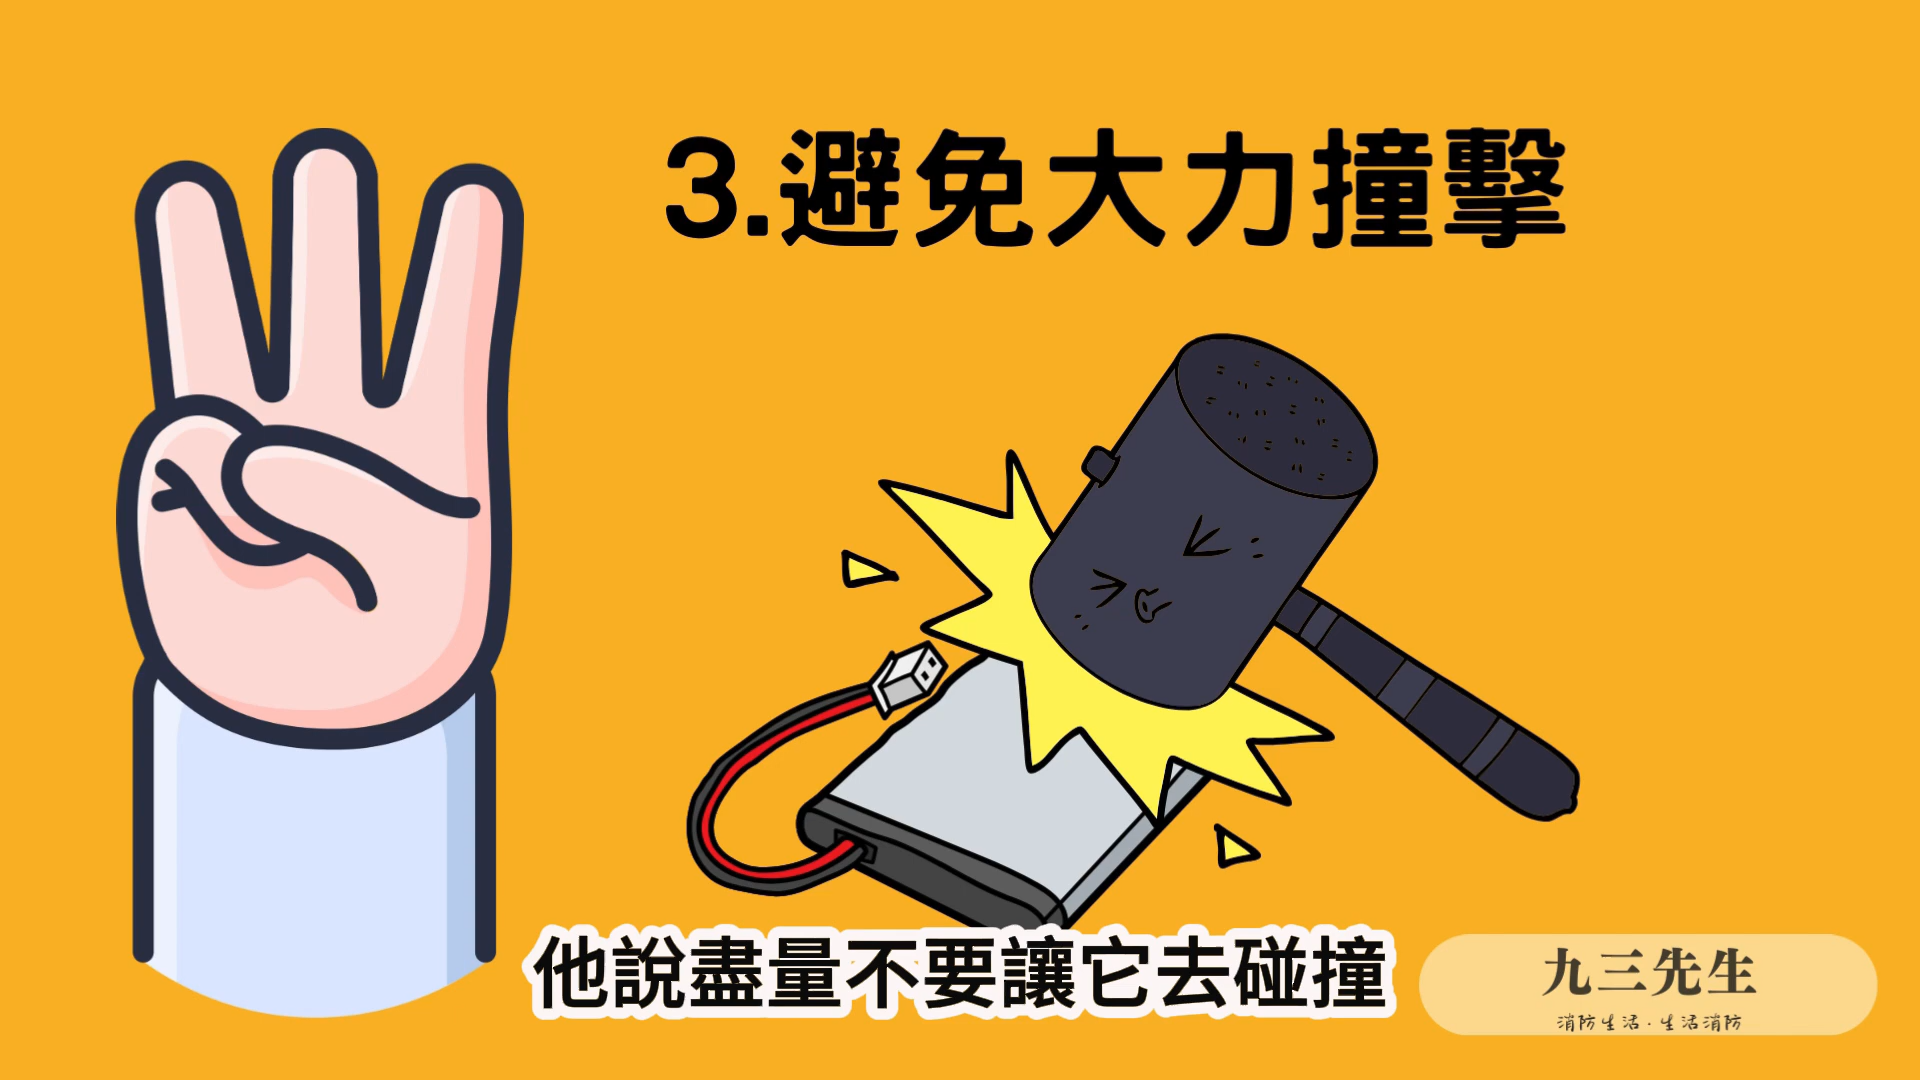 3.避免大力撞擊
他說盡量不要讓它去碰撞
九三先生
消防生活·生活消防